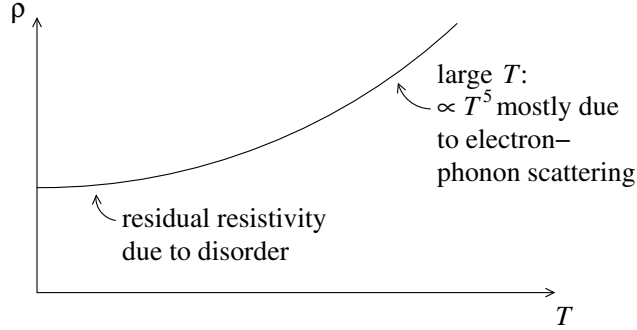 ρ
large T:
∝ T⁵ mostly due
to electron−
phonon scattering
residual resistivity
due to disorder
T